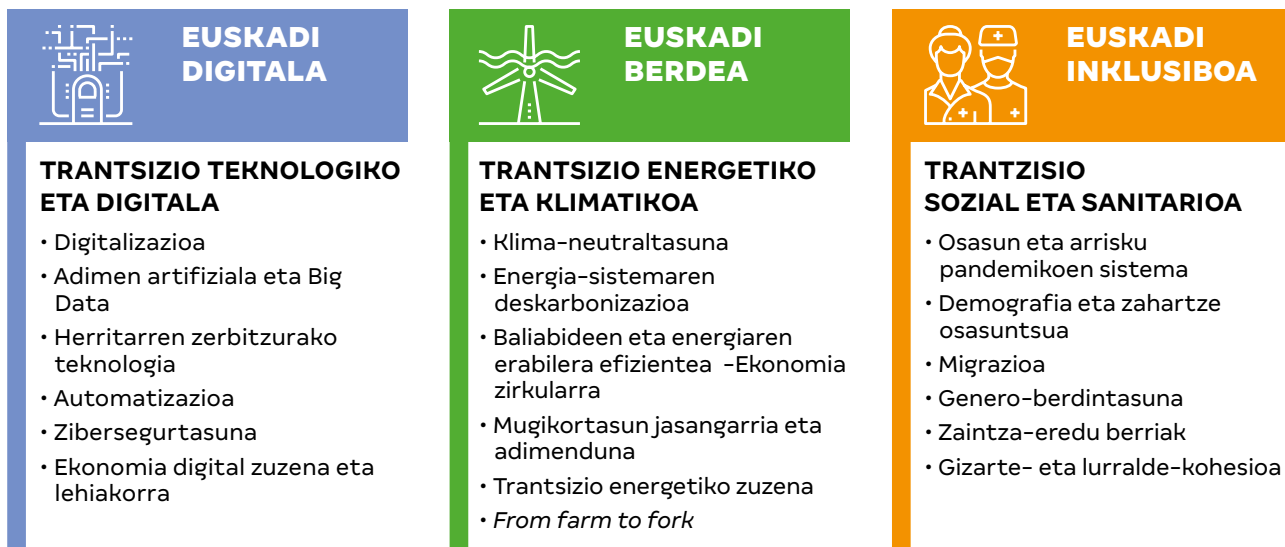 EUSKADI
DIGITALA
TRANTSIZIO TEKNOLOGIKO
ETA DIGITALA
• Digitalizazioa
• Adimen artifiziala eta Big
Data
• Herritarren zerbitzurako
teknologia
• Automatizazioa
• Zibersegurtasuna
• Ekonomia digital zuzena eta
lehiakorra
EUSKADI
BERDEA
TRANTSIZIO ENERGETIKO
ETA KLIMATIKOA
• Klima-neutraltasuna
• Energia-sistemaren
deskarbonizazioa
• Baliabideen eta energiaren
erabilera efizientea -Ekonomia
zirkularra
• Mugikortasun jasangarria eta
adimenduna
• Trantsizio energetiko zuzena
• From farm to fork
EUSKADI
INKLUSIBOA
TRANTZISIO
SOZIAL ETA SANITARIOA
• Osasun eta arrisku
pandemikoen sistema
• Demografia eta zahartze
osasuntsua
• Migrazioa
• Genero-berdintasuna
• Zaintza-eredu berriak
• Gizarte- eta lurralde-kohesioa